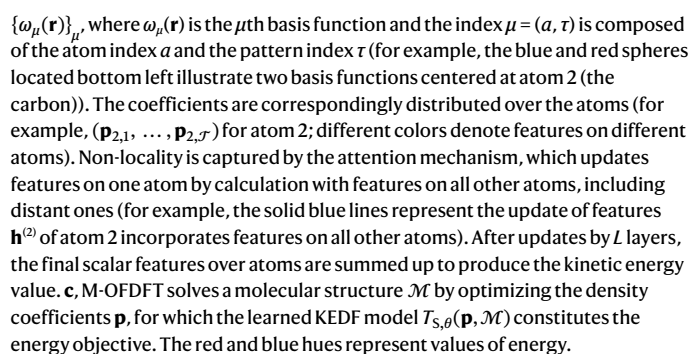 {ω_μ(𝐫)}_μ, where ω_μ(𝐫) is the μth basis function and the index μ = (a, τ) is composed
of the atom index a and the pattern index τ (for example, the blue and red spheres
located bottom left illustrate two basis functions centered at atom 2 (the
carbon)). The coefficients are correspondingly distributed over the atoms (for
example, (𝐩_{2,1}, …, 𝐩_{2,𝒯}) for atom 2; different colors denote features on different
atoms). Non-locality is captured by the attention mechanism, which updates
features on one atom by calculation with features on all other atoms, including
distant ones (for example, the solid blue lines represent the update of features
𝐡^{(2)} of atom 2 incorporates features on all other atoms). After updates by L layers,
the final scalar features over atoms are summed up to produce the kinetic energy
value. 𝐜, M-OFDFT solves a molecular structure ℳ by optimizing the density
coefficients 𝐩, for which the learned KEDF model T_{S,θ}(𝐩, ℳ) constitutes the
energy objective. The red and blue hues represent values of energy.